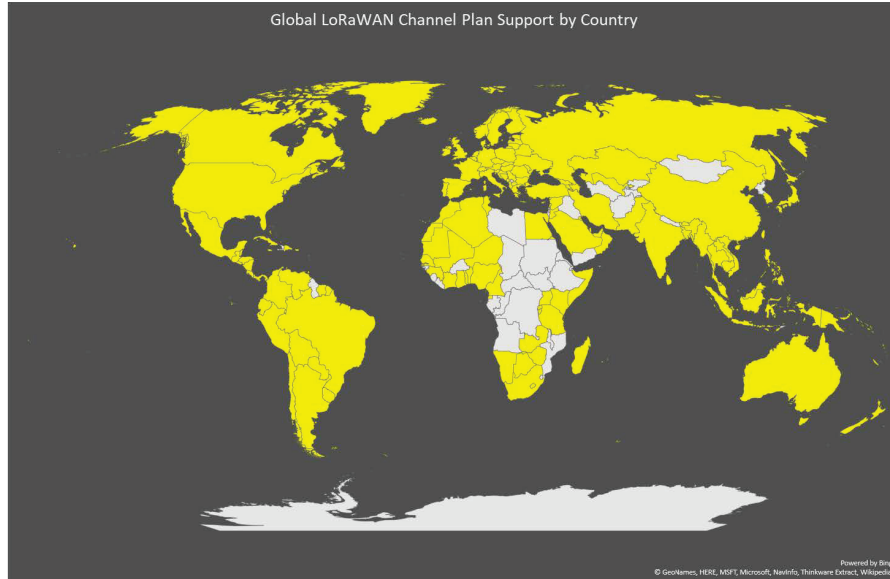 Global LoRaWAN Channel Plan Support by Country
Powered by Bing
© GeoNames, HERE, MSFT, Microsoft, NavInfo, Thinkware Extract, Wikipedia